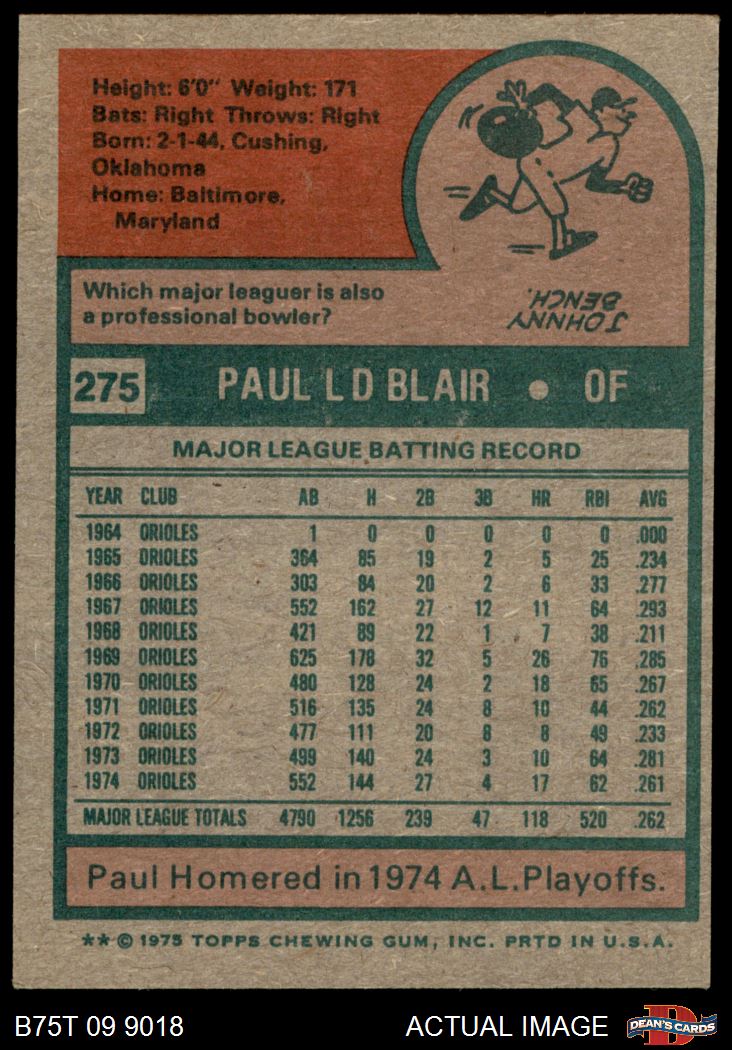 Height: 6'0" Weight: 171
Bats: Right Throws: Right
Born: 2-1-44, Cushing,
Oklahoma
Home: Baltimore,
Maryland
Which major leaguer is also
a professional bowler?
JOHNNY
BENCH.
275 PAUL L D BLAIR • OF
MAJOR LEAGUE BATTING RECORD
YEAR CLUB AB H 2B 3B HR RBI AVG
1964 ORIOLES 1 0 0 0 0 0 .000
1965 ORIOLES 364 85 19 2 5 25 .234
1966 ORIOLES 303 84 20 2 6 33 .277
1967 ORIOLES 552 162 27 12 11 64 .293
1968 ORIOLES 421 89 22 1 7 38 .211
1969 ORIOLES 625 178 32 5 26 76 .285
1970 ORIOLES 480 128 24 2 18 65 .267
1971 ORIOLES 516 135 24 8 10 44 .262
1972 ORIOLES 477 111 20 8 8 49 .233
1973 ORIOLES 499 140 24 3 10 64 .281
1974 ORIOLES 552 144 27 4 17 62 .261
MAJOR LEAGUE TOTALS 4790 1256 239 47 118 520 .262
Paul Homered in 1974 A.L. Playoffs.
** © 1975 TOPPS CHEWING GUM, INC. PRTD IN U.S.A.
B75T 09 9018 ACTUAL IMAGE D DEAN'S CARDS